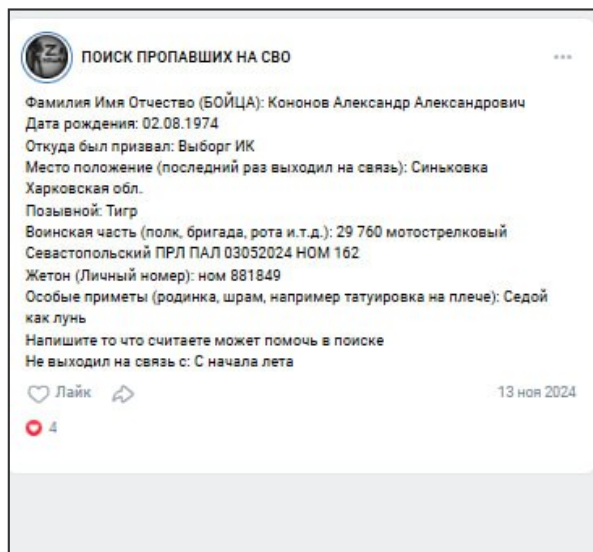 ПОИСК ПРОПАВШИХ НА СВО
Фамилия Имя Отчество (БОЙЦА): Кононов Александр Александрович
Дата рождения: 02.08.1974
Откуда был призвал: Выборг ИК
Место положение (последний раз выходил на связь): Синьковка
Харковская обл.
Позывной: Тигр
Воинская часть (полк, бригада, рота и.т.д.): 29 760 мотострелковый
Севастопольский ПРЛ ПАЛ 03052024 НОМ 162
Жетон (Личный номер): ном 881849
Особые приметы (родинка, шрам, например татуировка на плече): Седой
как лунь
Напишите то что считаете может помочь в поиске
Не выходил на связь с: С начала лета
Лайк
13 ноя 2024
4